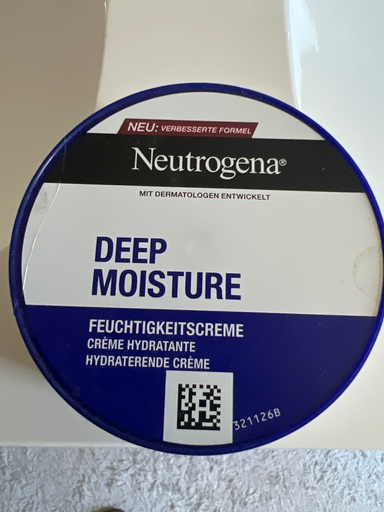 NEU: VERBESSERTE FORMEL
Neutrogena®
MIT DERMATOLOGEN ENTWICKELT
DEEP
MOISTURE
FEUCHTIGKEITSCREME
CRÈME HYDRATANTE
HYDRATERENDE CRÈME
321126B